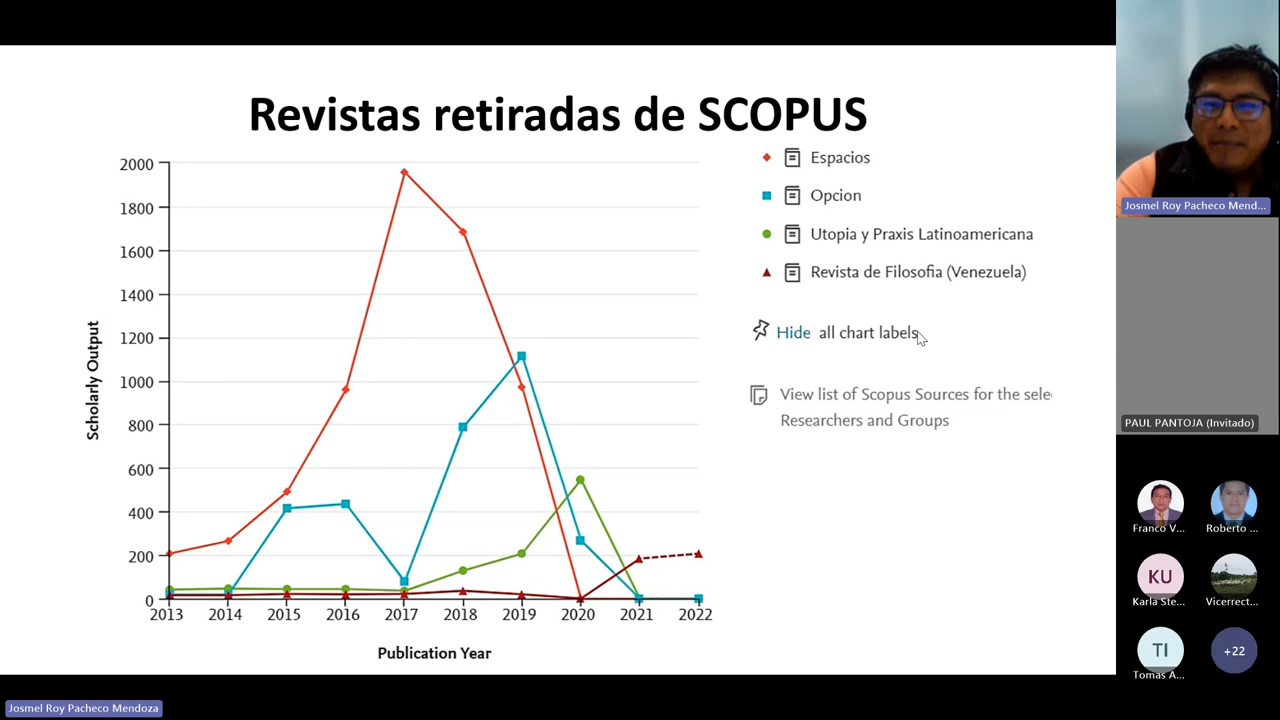 Revistas retiradas de SCOPUS
2000
1800
1600
1400
1200
1000
800
600
400
200
0
Scholarly Output
2013 2014 2015 2016 2017 2018 2019 2020 2021 2022
Publication Year
Espacios
Opcion
Utopia y Praxis Latinoamericana
Revista de Filosofia (Venezuela)
Hide all chart labels
View list of Scopus Sources for the sele
Researchers and Groups
Josmel Roy Pacheco Mend...
PAUL PANTOJA (Invitado)
Franco V...
Roberto ...
KU
Karla Ste...
Vicerrect...
TI
Tomas A...
+22
Josmel Roy Pacheco Mendoza